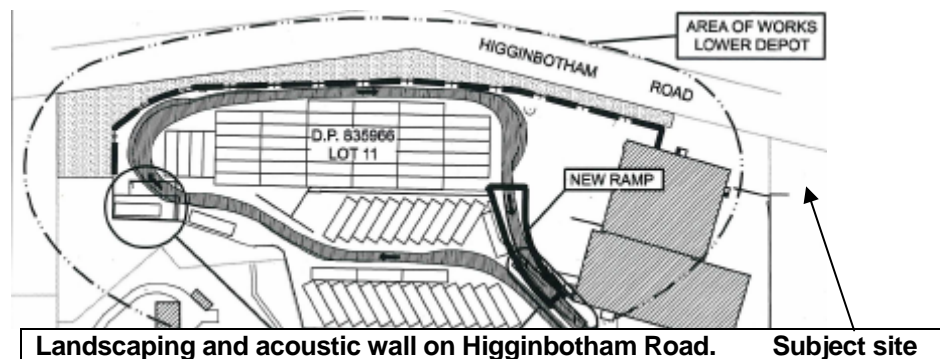 AREA OF WORKS
LOWER DEPOT
HIGGINBOTHAM
ROAD
D.P. 835966
LOT 11
NEW RAMP
Landscaping and acoustic wall on Higginbotham Road. Subject site